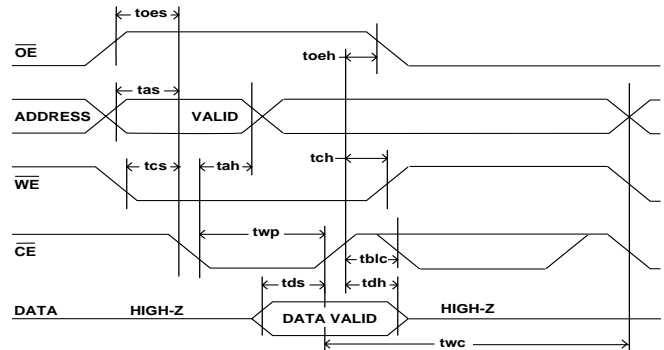 toes
OE
toeh
tas
ADDRESS VALID
tcs tah tch
WE
twp
CE
tblc
tds tdh
DATA HIGH-Z DATA VALID HIGH-Z
twc